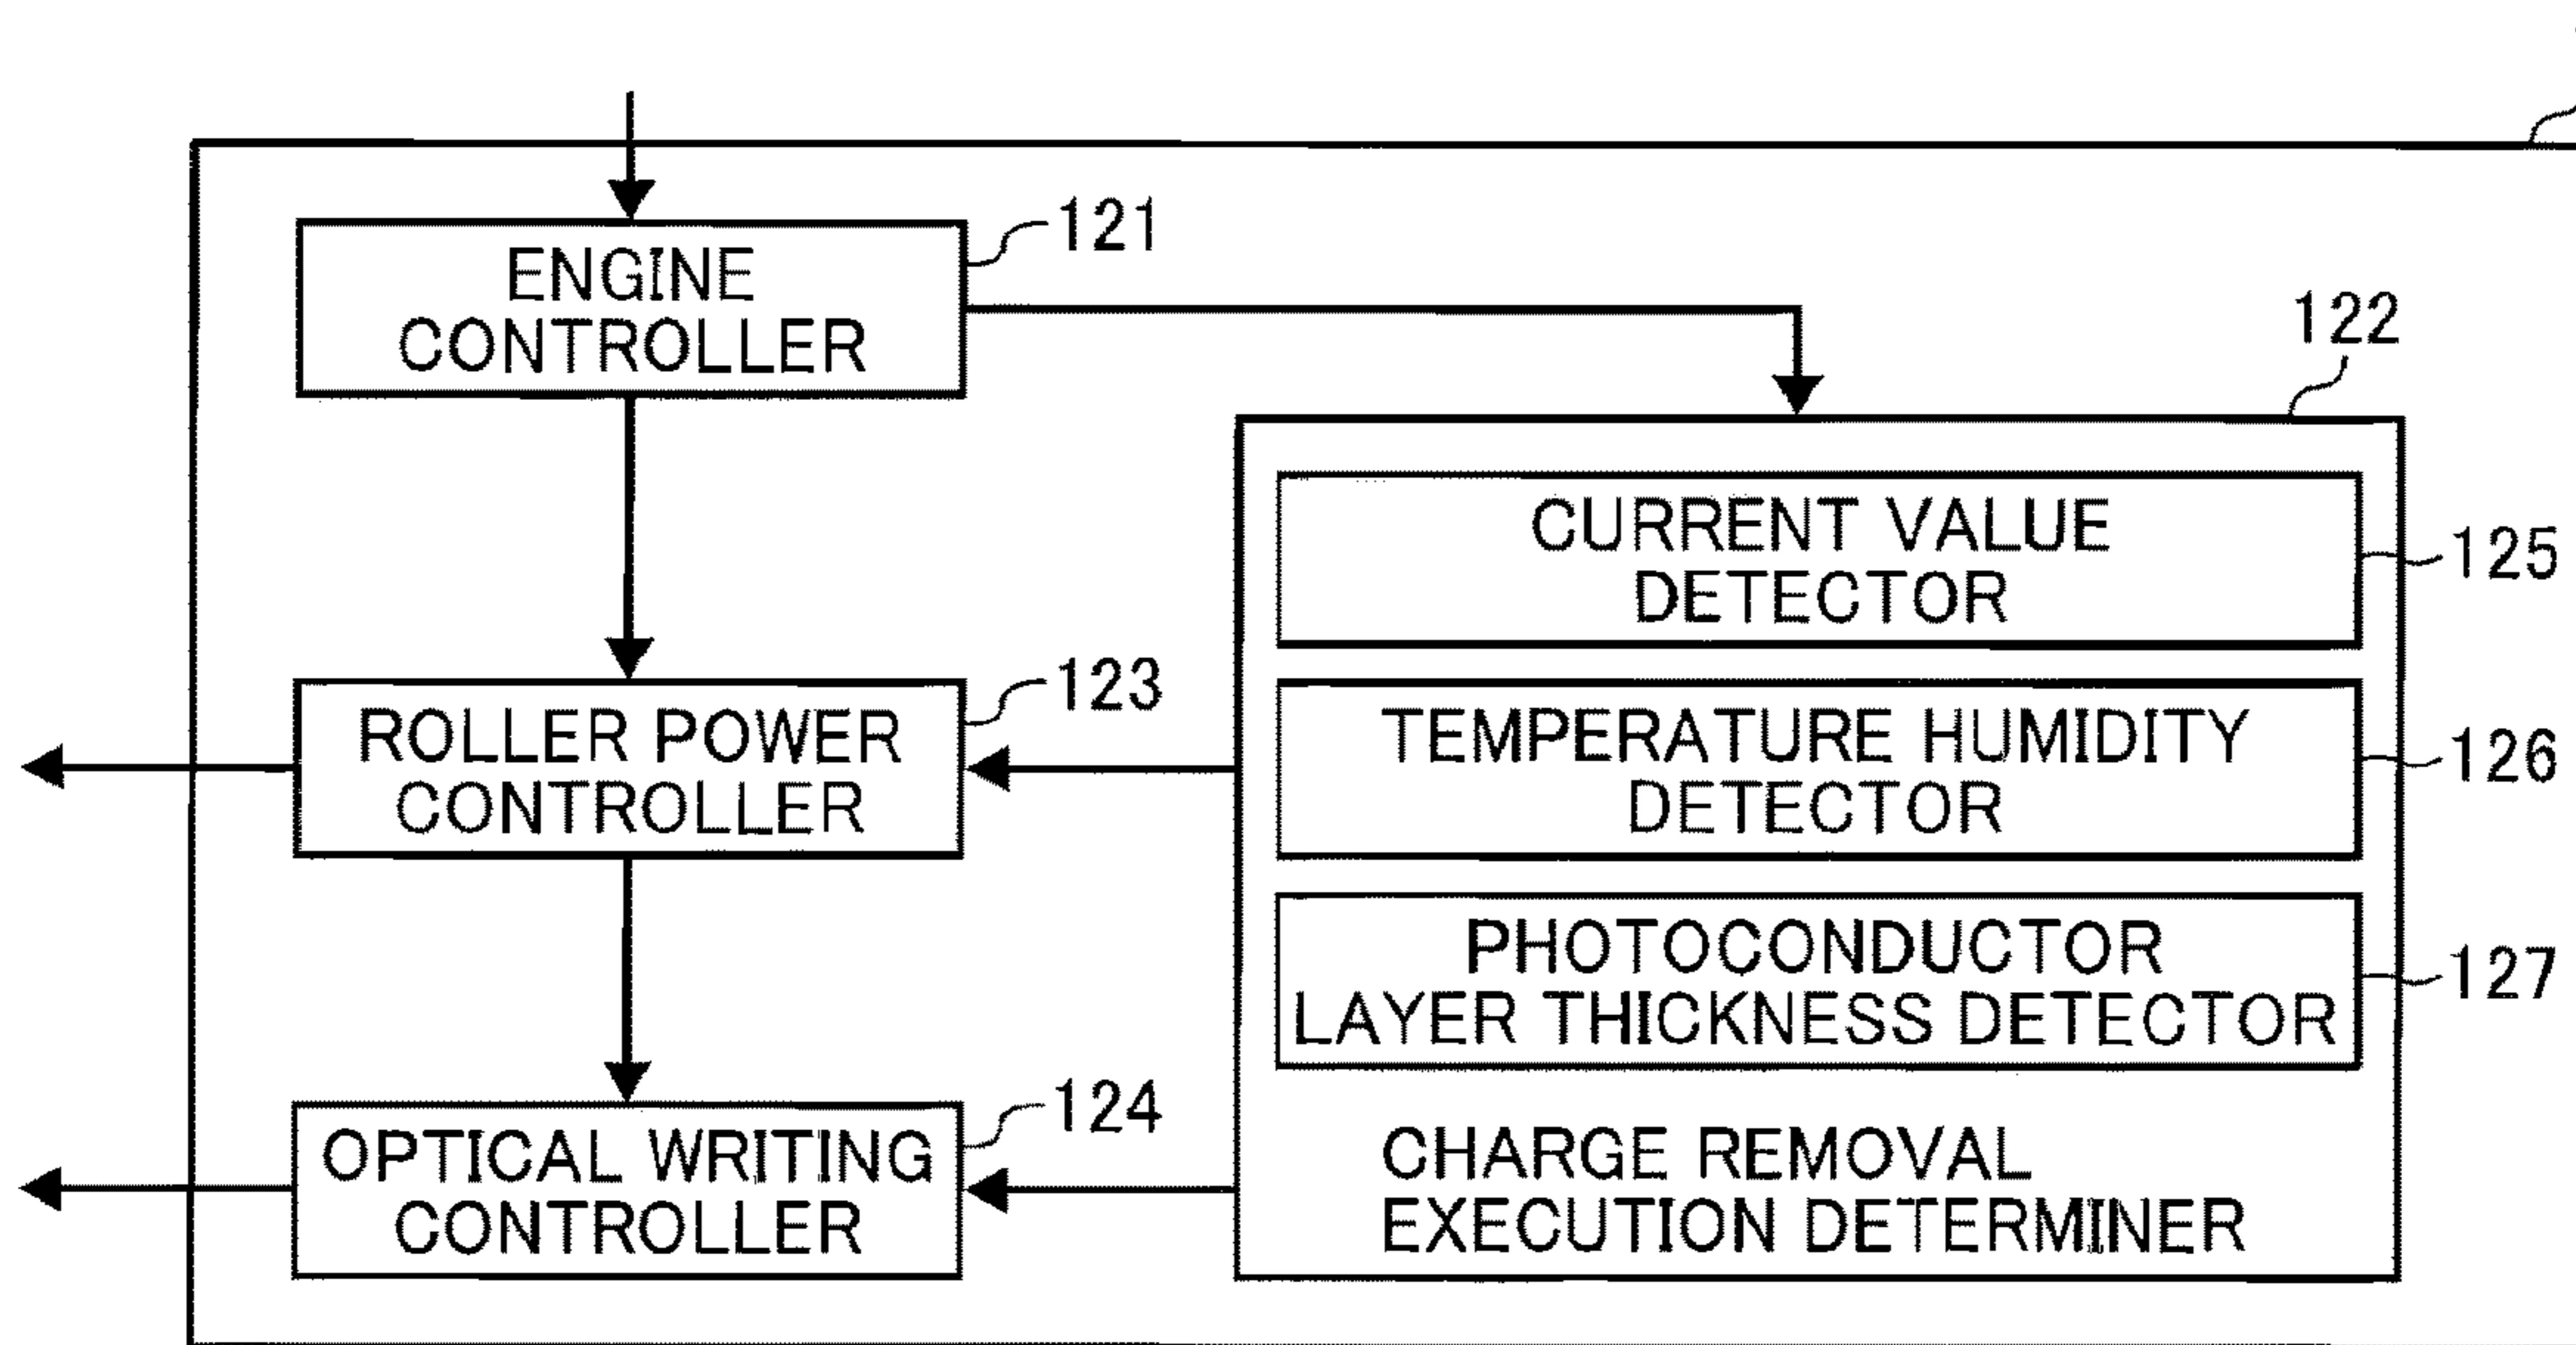 ENGINE
CONTROLLER
121
122
CURRENT VALUE
DETECTOR
125
ROLLER POWER
CONTROLLER
123
TEMPERATURE HUMIDITY
DETECTOR
126
PHOTOCONDUCTOR
LAYER THICKNESS DETECTOR
127
OPTICAL WRITING
CONTROLLER
124
CHARGE REMOVAL
EXECUTION DETERMINER